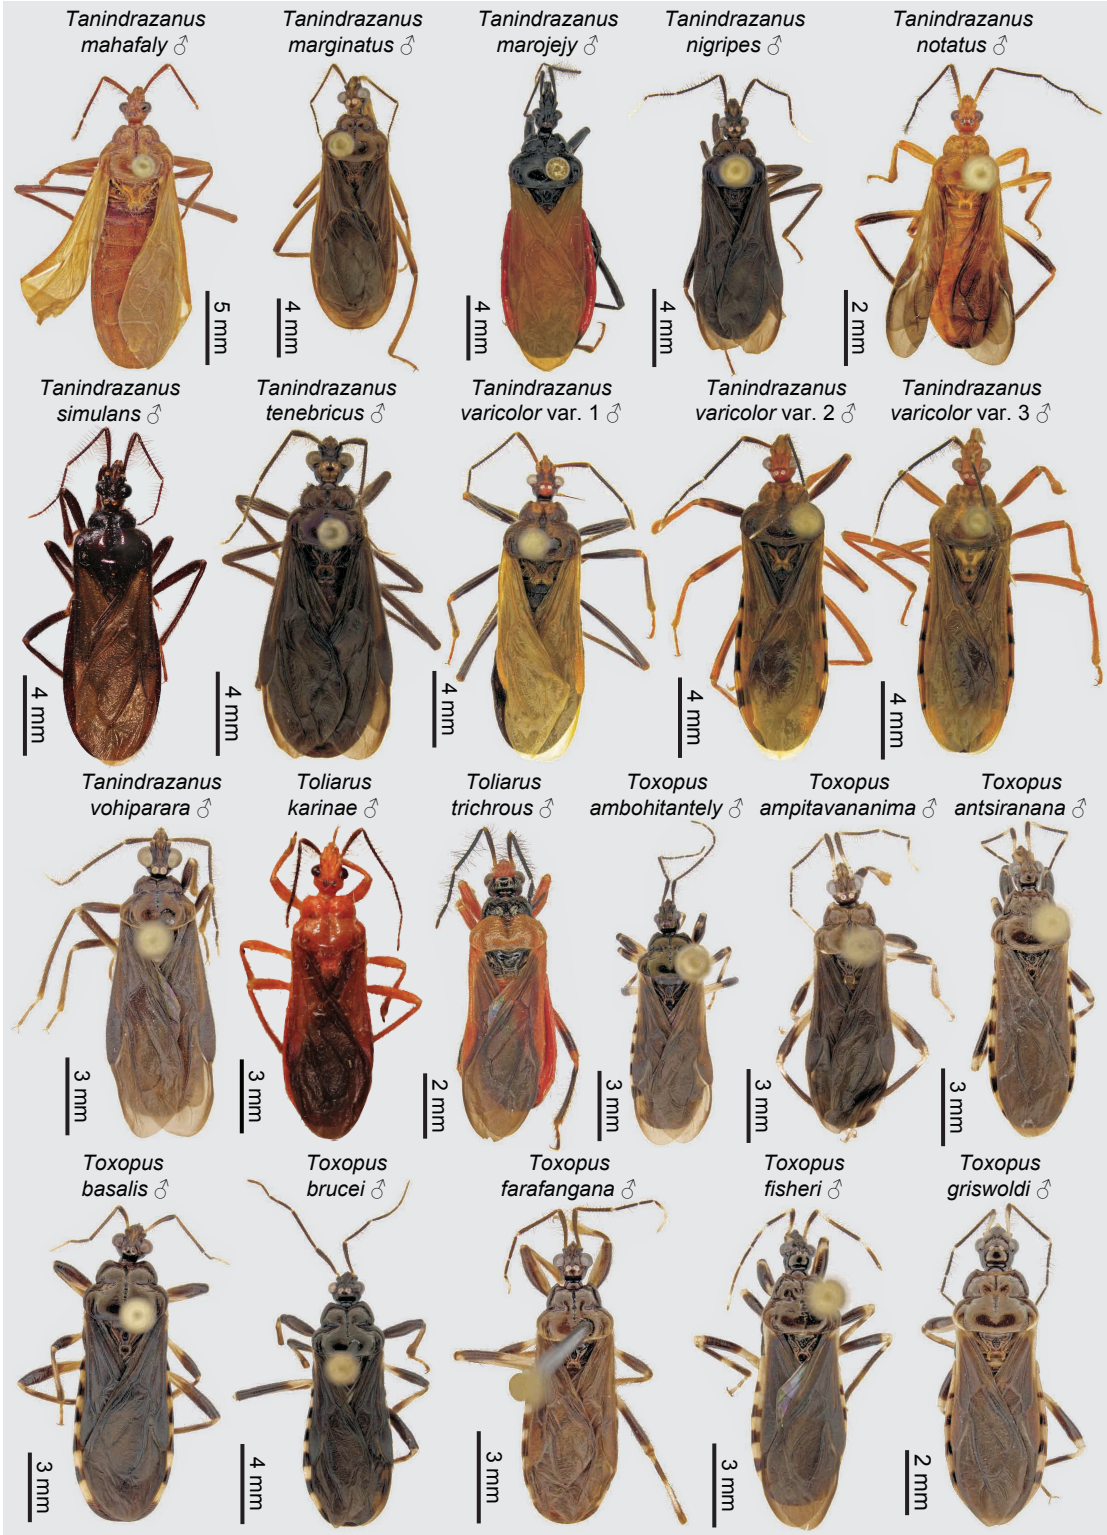 Tanindrazanus
mahafaly ♂
Tanindrazanus
marginatus ♂
Tanindrazanus
marojejy ♂
Tanindrazanus
nigripes ♂
Tanindrazanus
notatus ♂
5 mm
4 mm
4 mm
4 mm
2 mm
Tanindrazanus
simulans ♂
Tanindrazanus
tenebricus ♂
Tanindrazanus
varicolor var. 1 ♂
Tanindrazanus
varicolor var. 2 ♂
Tanindrazanus
varicolor var. 3 ♂
4 mm
4 mm
4 mm
4 mm
4 mm
Tanindrazanus
vohiparara ♂
Toliarus
karinae ♂
Toliarus
trichrous ♂
Toxopus
ambohitantely ♂
Toxopus
ampitavananima ♂
Toxopus
antsiranana ♂
3 mm
3 mm
2 mm
3 mm
3 mm
3 mm
Toxopus
basalis ♂
Toxopus
brucei ♂
Toxopus
farafangana ♂
Toxopus
fisheri ♂
Toxopus
griswoldi ♂
3 mm
4 mm
3 mm
3 mm
2 mm